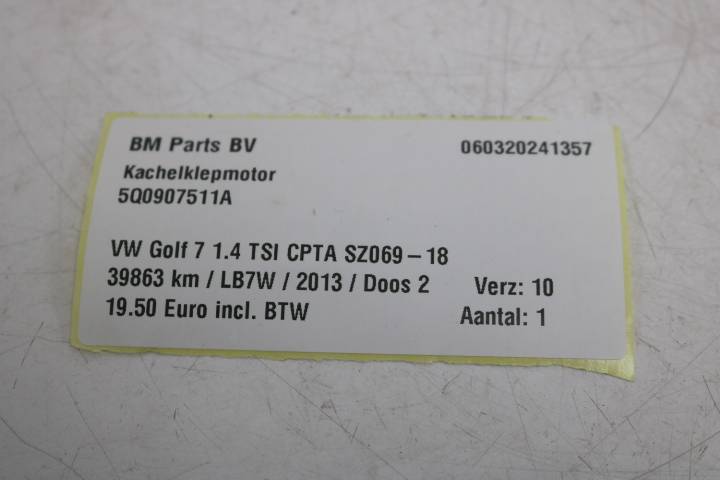 BM Parts BV 060320241357
Kachelklepmotor
5Q0907511A
VW Golf 7 1.4 TSI CPTA SZ069-18
39863 km / LB7W / 2013 / Doos 2 Verz: 10
19.50 Euro incl. BTW Aantal: 1